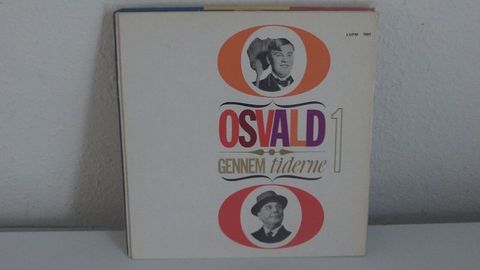 OSVALD 1
GENNEM tiderne